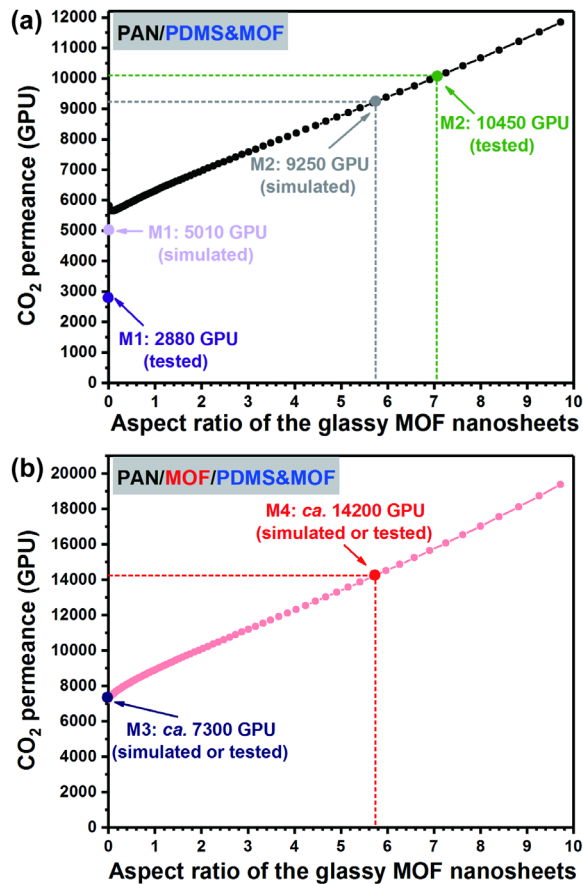 (a)
PAN/PDMS&MOF
12000
11000
10000
9000
8000
7000
6000
5000
4000
3000
2000
1000
0
CO2 permeance (GPU)
M2: 10450 GPU
(tested)
M2: 9250 GPU
(simulated)
M1: 5010 GPU
(simulated)
M1: 2880 GPU
(tested)
0 1 2 3 4 5 6 7 8 9 10
Aspect ratio of the glassy MOF nanosheets
(b)
PAN/MOF/PDMS&MOF
20000
18000
16000
14000
12000
10000
8000
6000
4000
2000
0
CO2 permeance (GPU)
M4: ca. 14200 GPU
(simulated or tested)
M3: ca. 7300 GPU
(simulated or tested)
0 1 2 3 4 5 6 7 8 9 10
Aspect ratio of the glassy MOF nanosheets